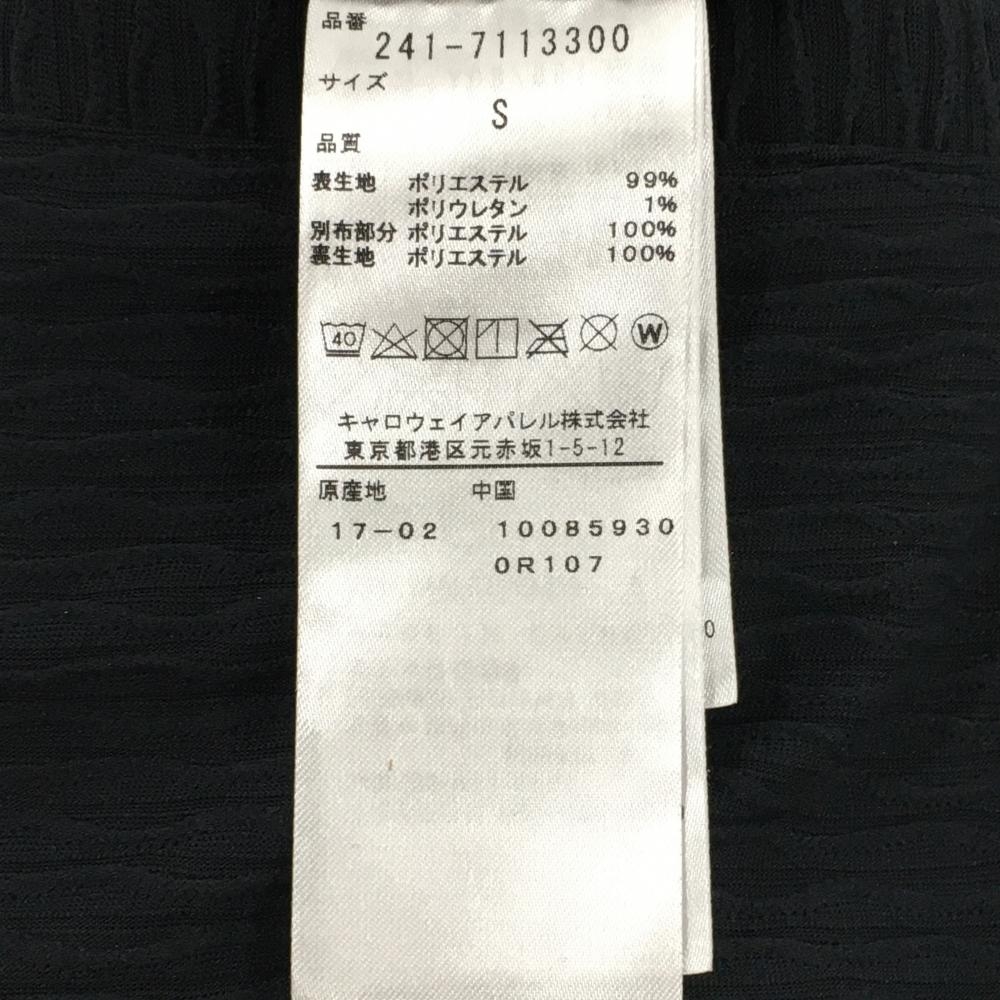 品番
241-7113300
サイズ
S
品質
表生地 ポリエステル 99%
ポリウレタン 1%
別布部分 ポリエステル 100%
裏生地 ポリエステル 100%
40 W
キャロウェイアパレル株式会社
東京都港区元赤坂1-5-12
原産地 中国
17-02 10085930
0R107
0